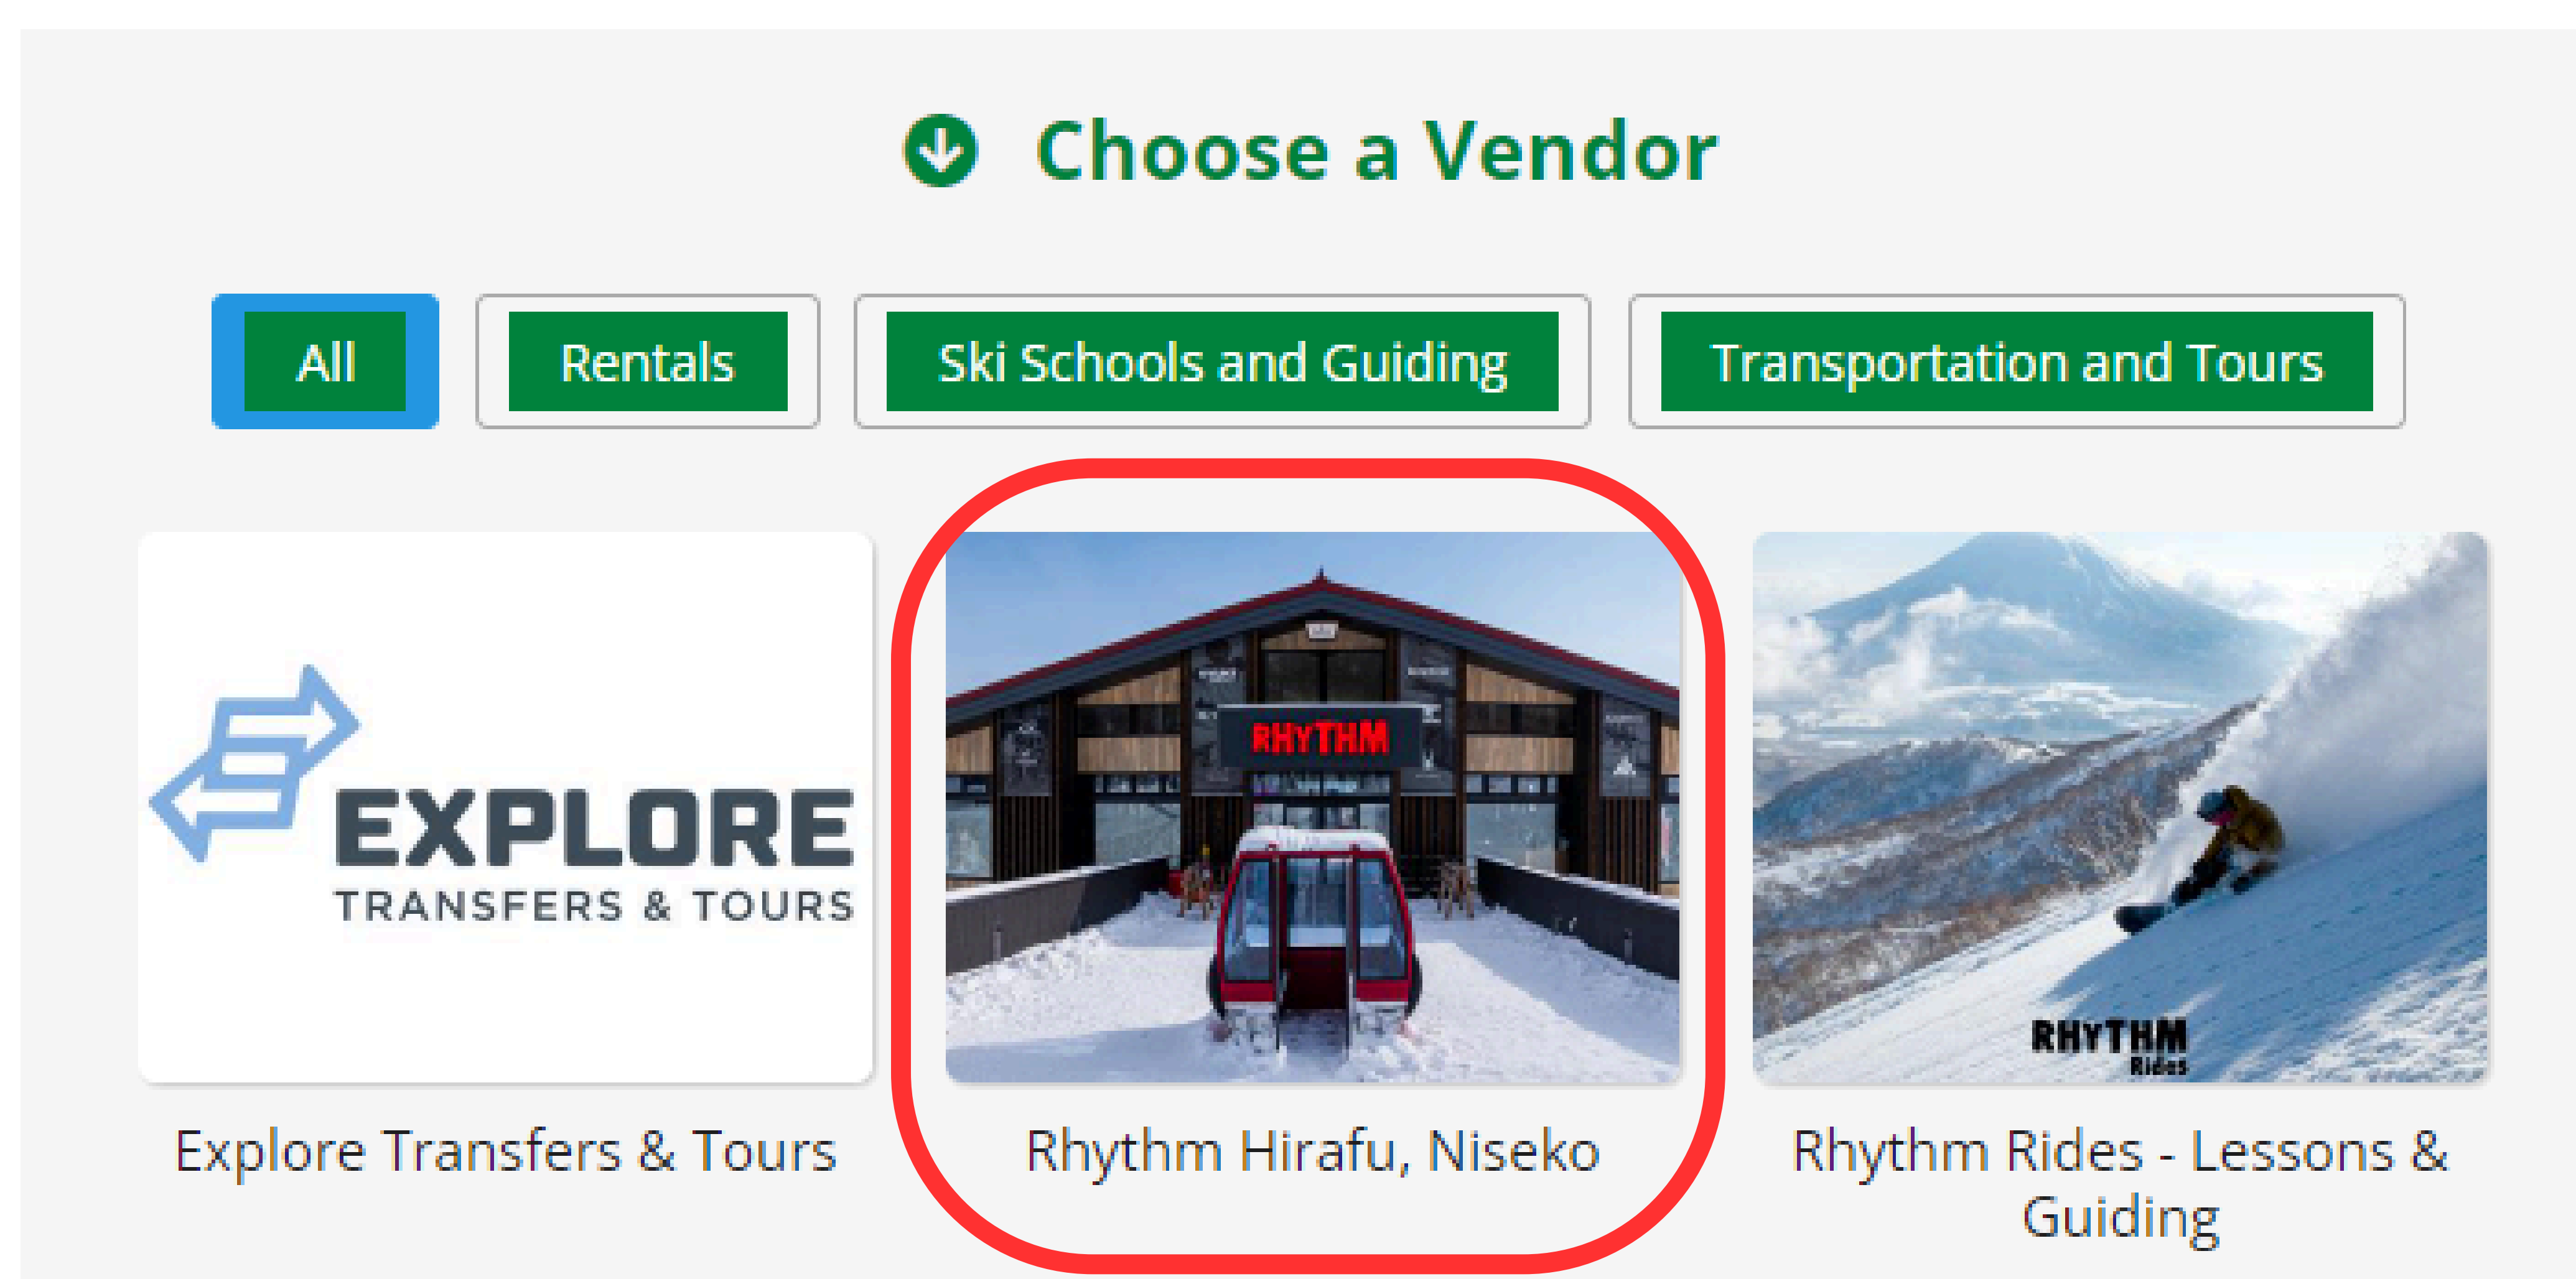 Choose a Vendor
All
Rentals
Ski Schools and Guiding
Transportation and Tours
EXPLORE
TRANSFERS & TOURS
RHYTHM
RHYTHM
Rides
Explore Transfers & Tours
Rhythm Hirafu, Niseko
Rhythm Rides - Lessons &
Guiding